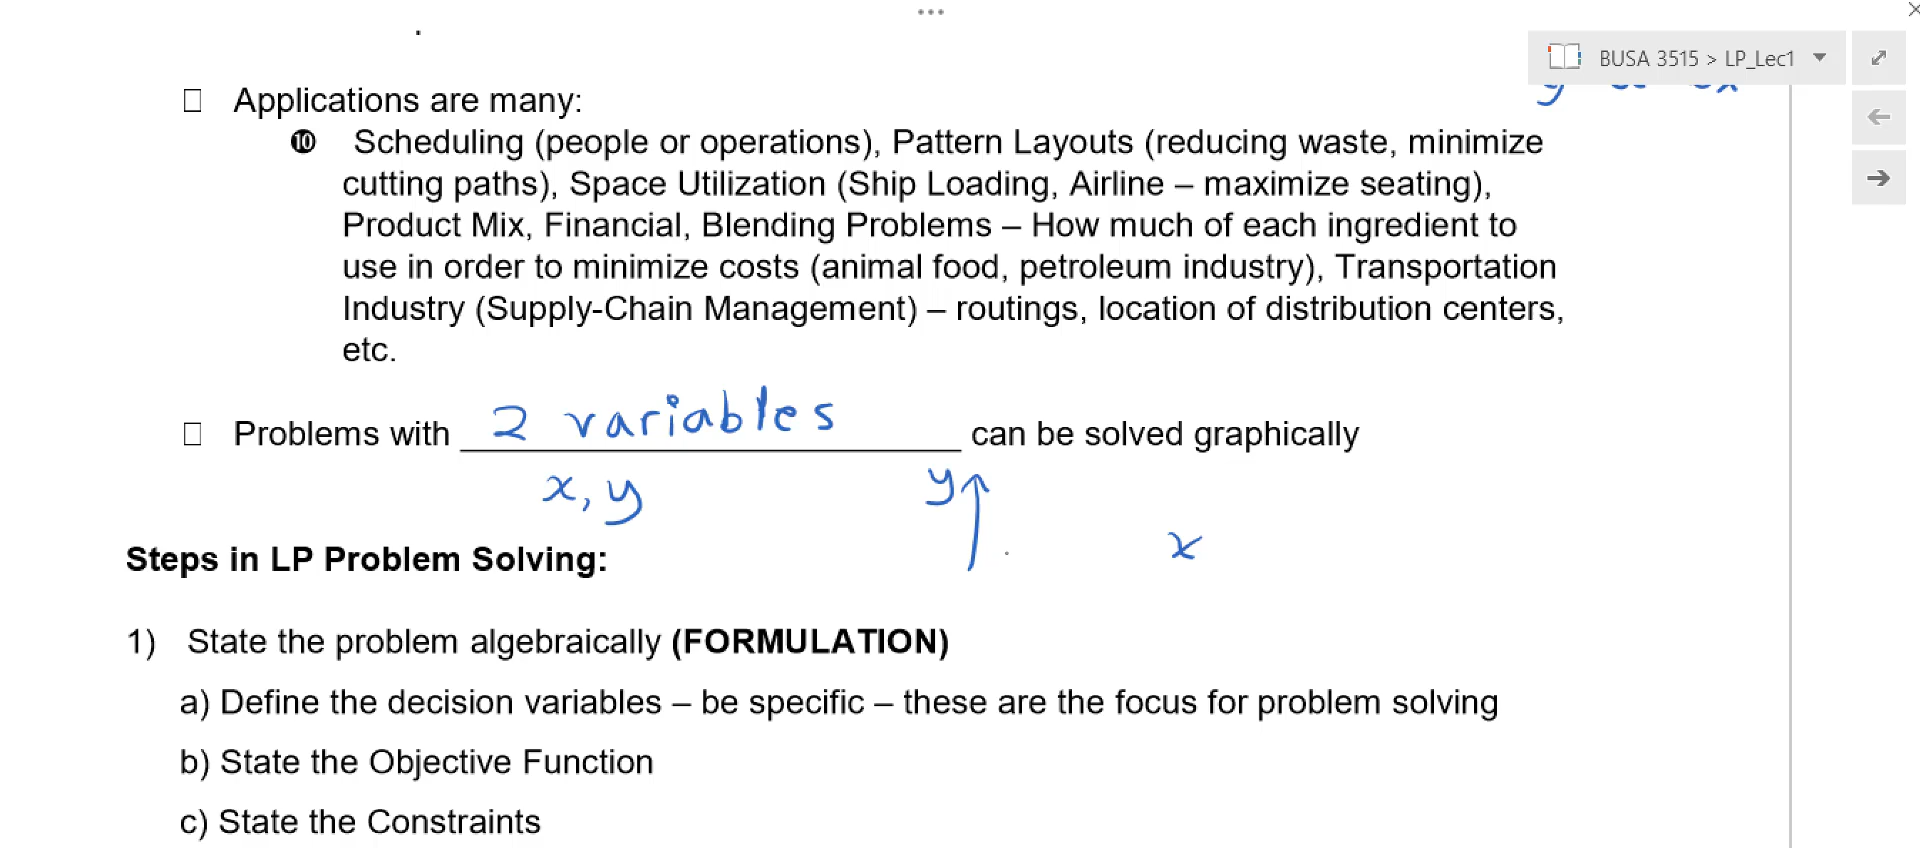 BUSA 3515 > LP_Lec1
Applications are many:
❿ Scheduling (people or operations), Pattern Layouts (reducing waste, minimize
cutting paths), Space Utilization (Ship Loading, Airline – maximize seating),
Product Mix, Financial, Blending Problems – How much of each ingredient to
use in order to minimize costs (animal food, petroleum industry), Transportation
Industry (Supply-Chain Management) – routings, location of distribution centers,
etc.
Problems with 2 variables can be solved graphically
x, y y
x
Steps in LP Problem Solving:
1) State the problem algebraically (FORMULATION)
a) Define the decision variables – be specific – these are the focus for problem solving
b) State the Objective Function
c) State the Constraints